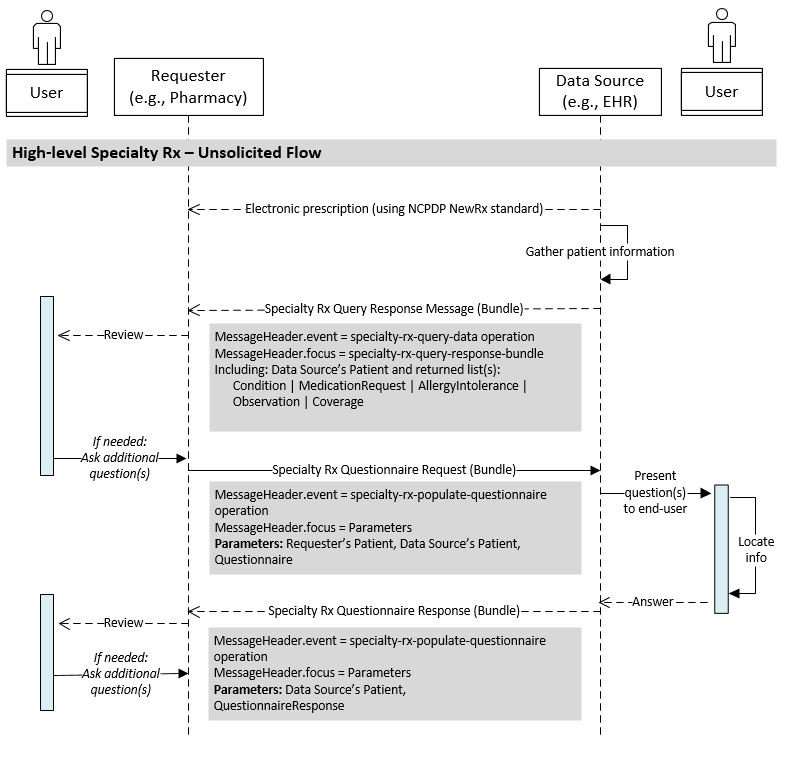 User
Requester
(e.g., Pharmacy)
Data Source
(e.g., EHR)
User
High-level Specialty Rx – Unsolicited Flow
Electronic prescription (using NCPDP NewRx standard)
Gather patient information
Specialty Rx Query Response Message (Bundle)
Review
MessageHeader.event = specialty-rx-query-data operation
MessageHeader.focus = specialty-rx-query-response-bundle
Including: Data Source's Patient and returned list(s):
Condition | MedicationRequest | AllergyIntolerance |
Observation | Coverage
If needed:
Ask additional
question(s)
Specialty Rx Questionnaire Request (Bundle)
Present
question(s)
to end-user
MessageHeader.event = specialty-rx-populate-questionnaire
operation
MessageHeader.focus = Parameters
Parameters: Requester's Patient, Data Source's Patient,
Questionnaire
Locate
info
Answer
Specialty Rx Questionnaire Response (Bundle)
Review
MessageHeader.event = specialty-rx-populate-questionnaire
operation
MessageHeader.focus = Parameters
Parameters: Data Source's Patient,
QuestionnaireResponse
If needed:
Ask additional
question(s)